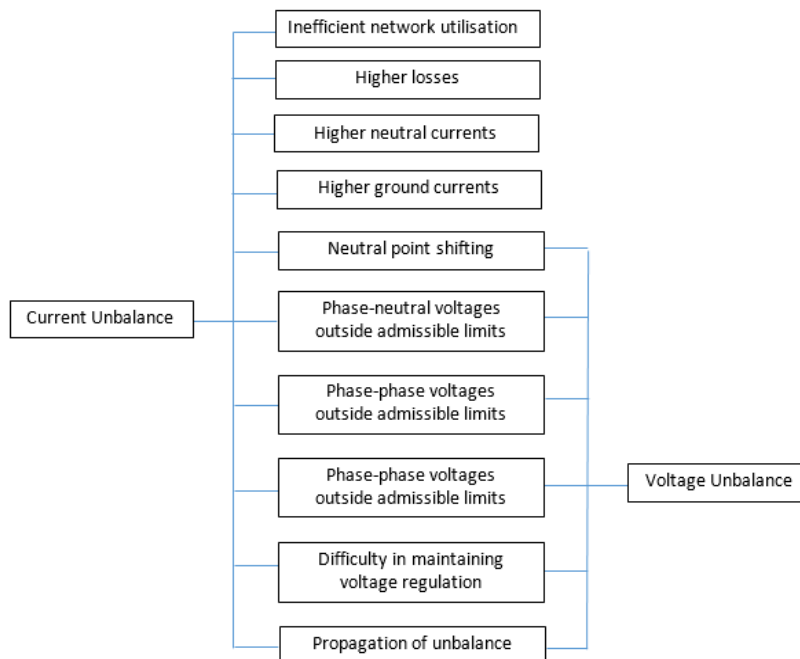 Inefficient network utilisation
Higher losses
Higher neutral currents
Higher ground currents
Neutral point shifting
Current Unbalance
Phase-neutral voltages
outside admissible limits
Phase-phase voltages
outside admissible limits
Phase-phase voltages
outside admissible limits
Voltage Unbalance
Difficulty in maintaining
voltage regulation
Propagation of unbalance